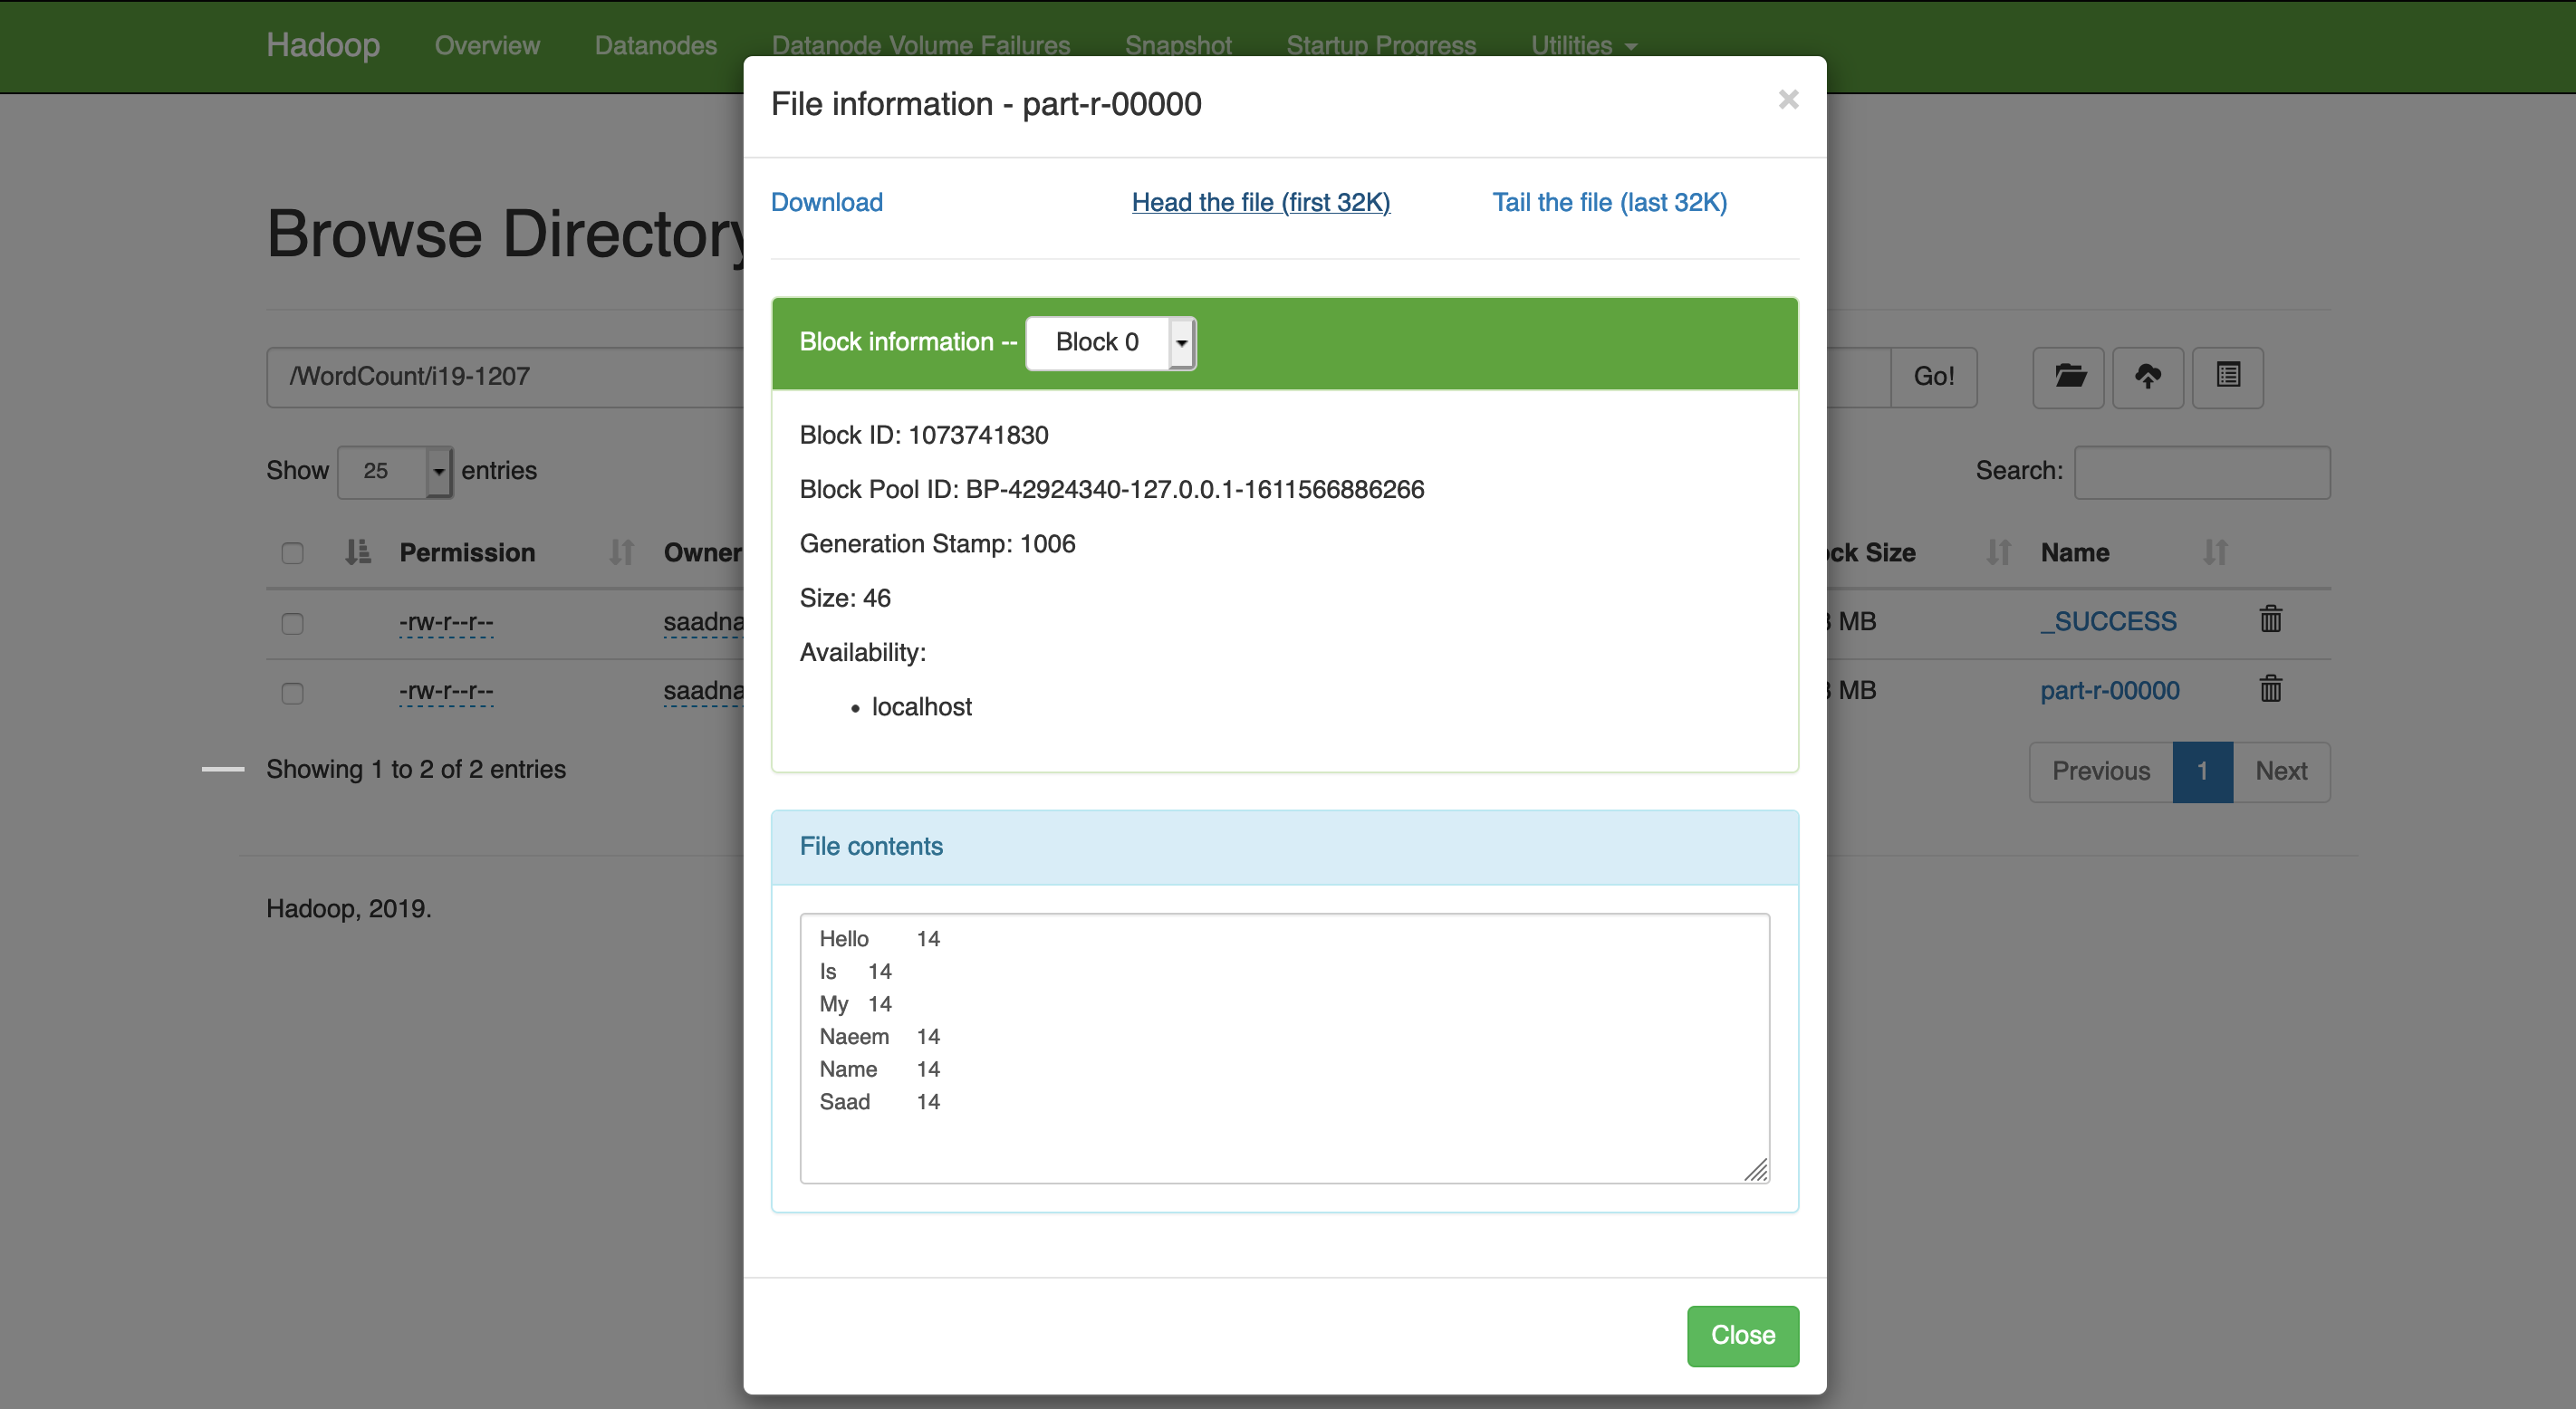 Hadoop Overview Datanodes Datanode Volume Failures Snapshot Startup Progress Utilities
File information - part-r-00000 ×
Download Head the file (first 32K) Tail the file (last 32K)
Browse Directory
Block information -- Block 0
/WordCount/i19-1207 Go!
Block ID: 1073741830
Show 25 entries Search:
Block Pool ID: BP-42924340-127.0.0.1-1611566886266
Permission Owner Size Name
Generation Stamp: 1006
Size: 46
-rw-r--r-- MB _SUCCESS
Availability:
-rw-r--r-- MB part-r-00000
• localhost
Showing 1 to 2 of 2 entries Previous 1 Next
File contents
Hadoop, 2019.
Hello 14
Is 14
My 14
Naeem 14
Name 14
Saad 14
Close